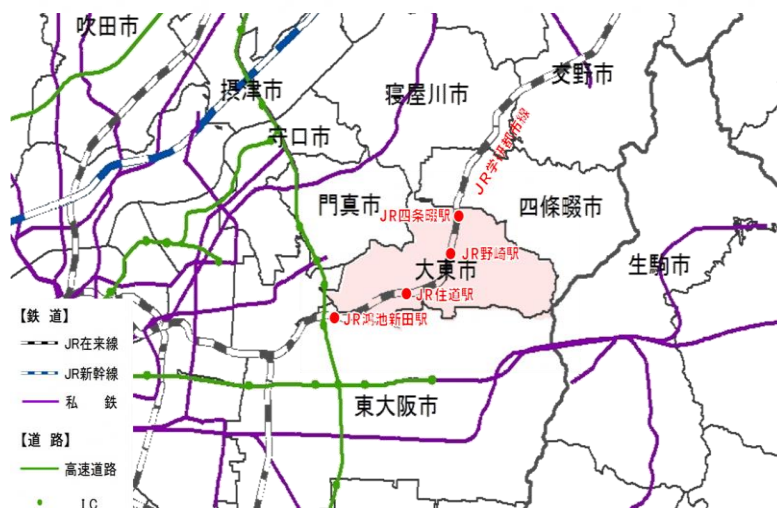 吹田市
摂津市
寝屋川市
交野市
守口市
JR学研都市線
門真市
JR四条畷駅
四條畷市
JR野崎駅
大東市
生駒市
JR住道駅
JR鴻池新田駅
東大阪市
【鉄 道】
JR在来線
JR新幹線
私 鉄
【道 路】
高速道路
IC